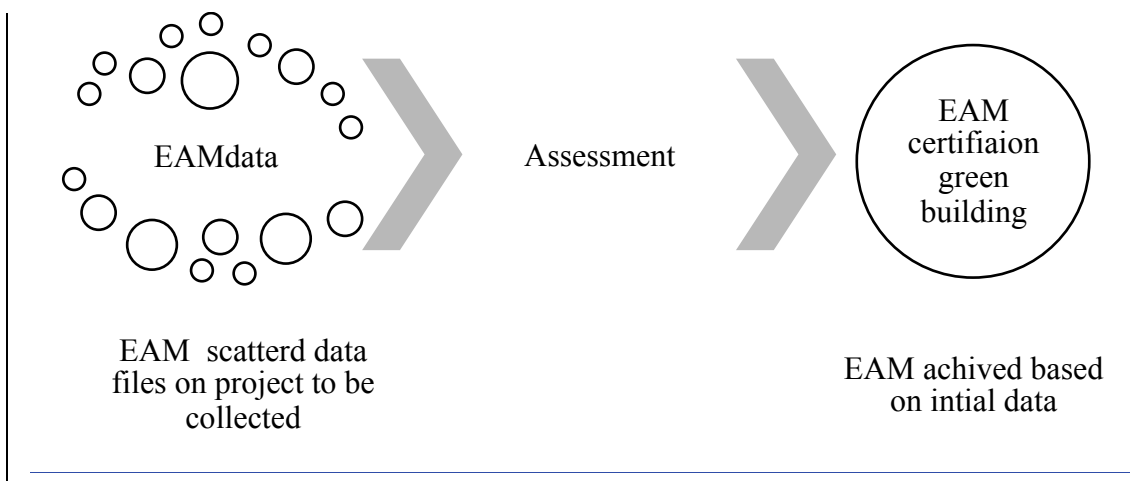 EAMdata
Assessment
EAM
certifiaion
green
building
EAM scatterd data
files on project to be
collected
EAM achived based
on intial data